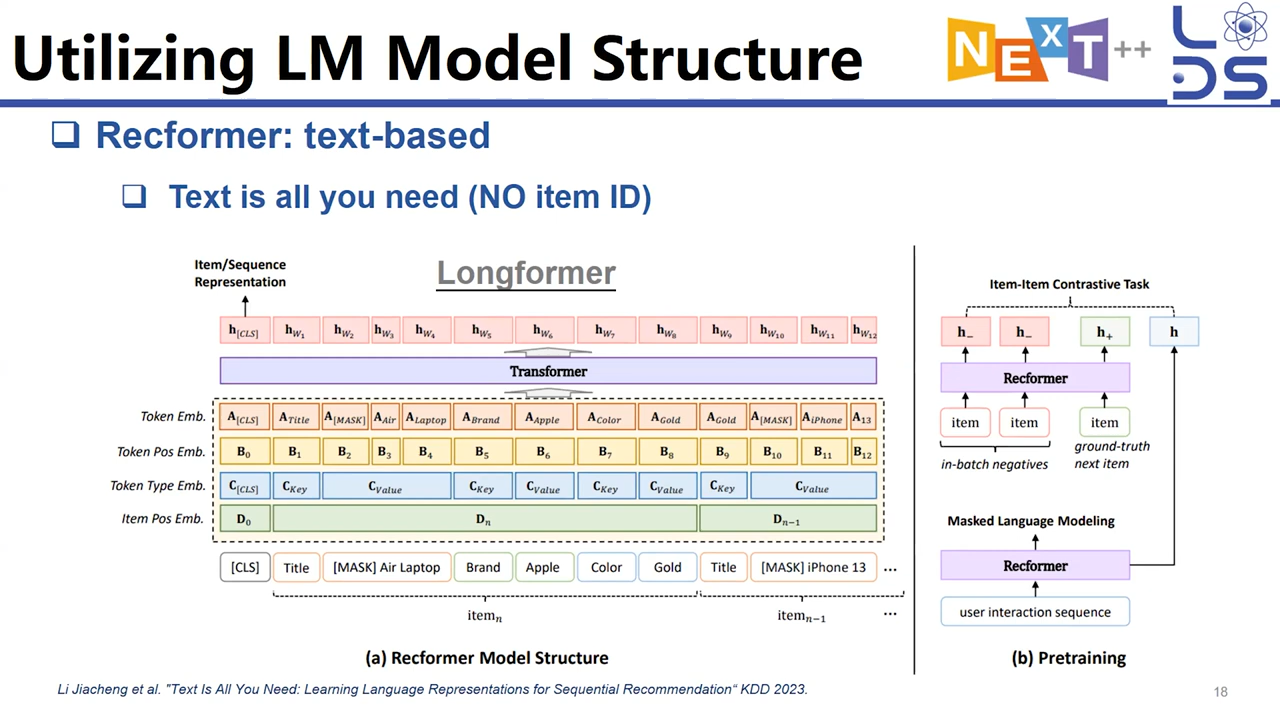 Utilizing LM Model Structure
NExT++
LDS
Recformer: text-based
Text is all you need (NO item ID)
Item/Sequence
Representation
Longformer
h[CLS] hW1 hW2 hW3 hW4 hW5 hW6 hW7 hW8 hW9 hW10 hW11 hW12
Transformer
Token Emb. A[CLS] ATitle A[MASK] AAir ALaptop ABrand AApple AColor AGold AGold A[MASK] AiPhone A13
Token Pos Emb. B0 B1 B2 B3 B4 B5 B6 B7 B8 B9 B10 B11 B12
Token Type Emb. C[CLS] CKey CValue CKey CValue CKey CValue CKey CValue
Item Pos Emb. D0 Dn Dn−1
[CLS] Title [MASK] Air Laptop Brand Apple Color Gold Title [MASK] iPhone 13 ...
itemn itemn−1 ...
(a) Recformer Model Structure
Item-Item Contrastive Task
h− h− h+ h
Recformer
item item item
in-batch negatives
ground-truth
next item
Masked Language Modeling
Recformer
user interaction sequence
(b) Pretraining
Li Jiacheng et al. "Text Is All You Need: Learning Language Representations for Sequential Recommendation“ KDD 2023.
18